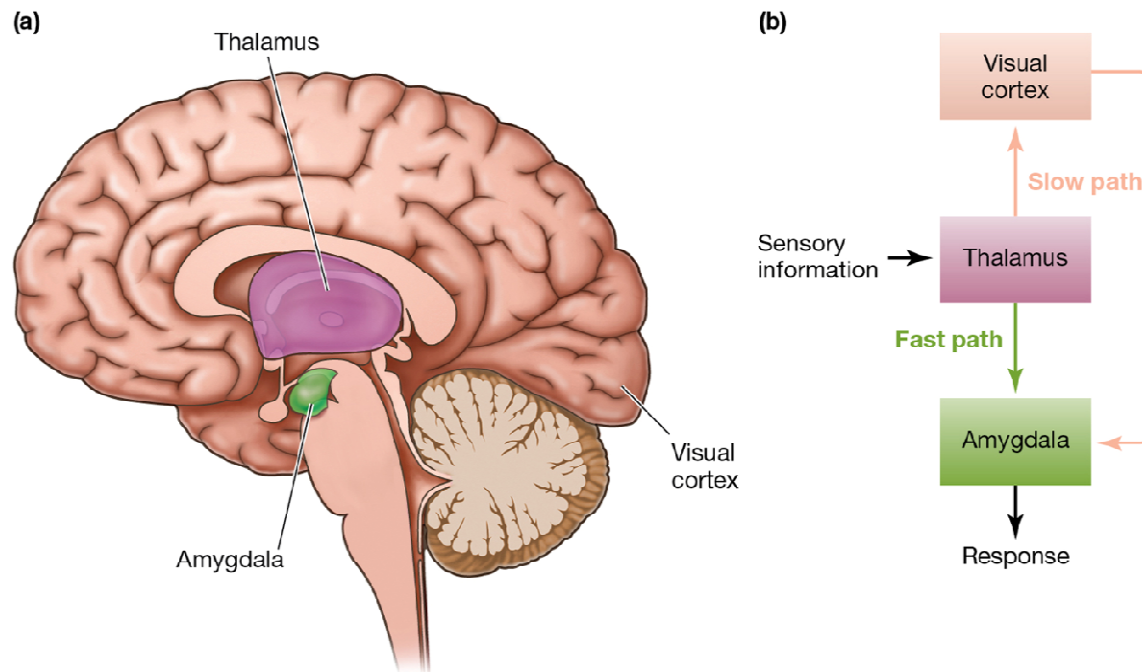 (a)
Thalamus
Visual
cortex
Amygdala
(b)
Visual
cortex
Slow path
Sensory
information
Thalamus
Fast path
Amygdala
Response